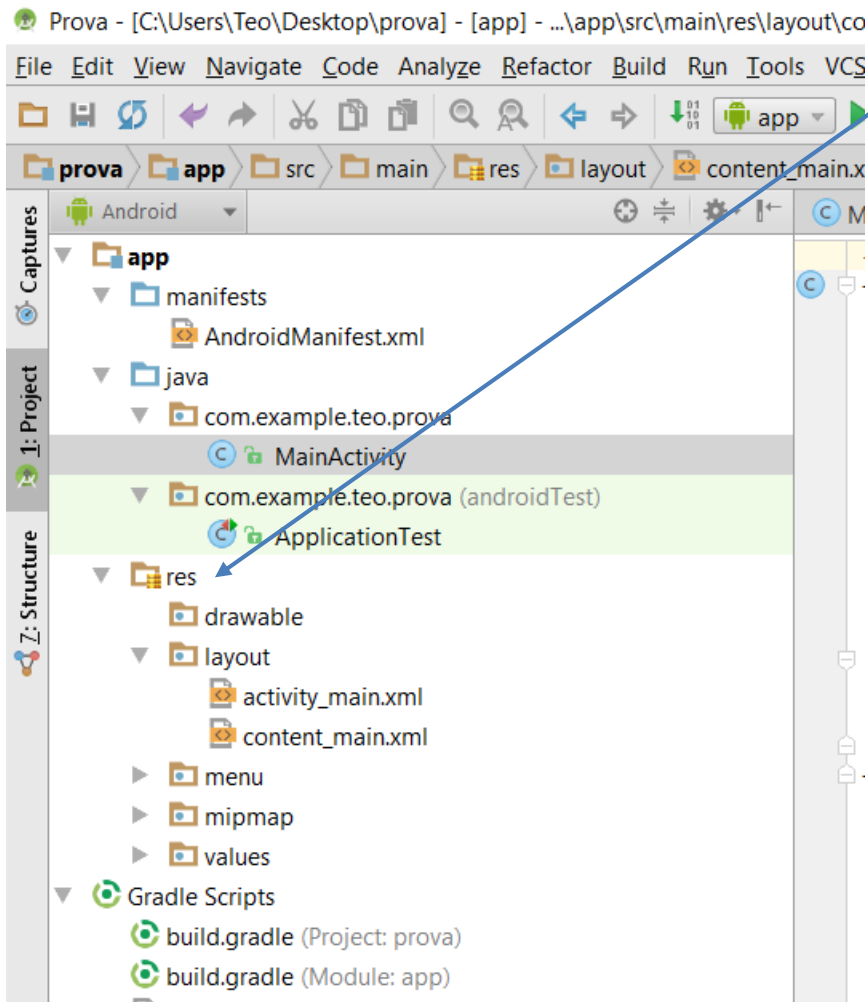 Prova - [C:\Users\Teo\Desktop\prova] - [app] - ...\app\src\main\res\layout\co
File Edit View Navigate Code Analyze Refactor Build Run Tools VCS
app
prova app src main res layout content_main.x
Captures
Android
M
app
manifests
AndroidManifest.xml
1: Project
java
com.example.teo.prova
MainActivity
com.example.teo.prova (androidTest)
ApplicationTest
7: Structure
res
drawable
layout
activity_main.xml
content_main.xml
menu
mipmap
values
Gradle Scripts
build.gradle (Project: prova)
build.gradle (Module: app)